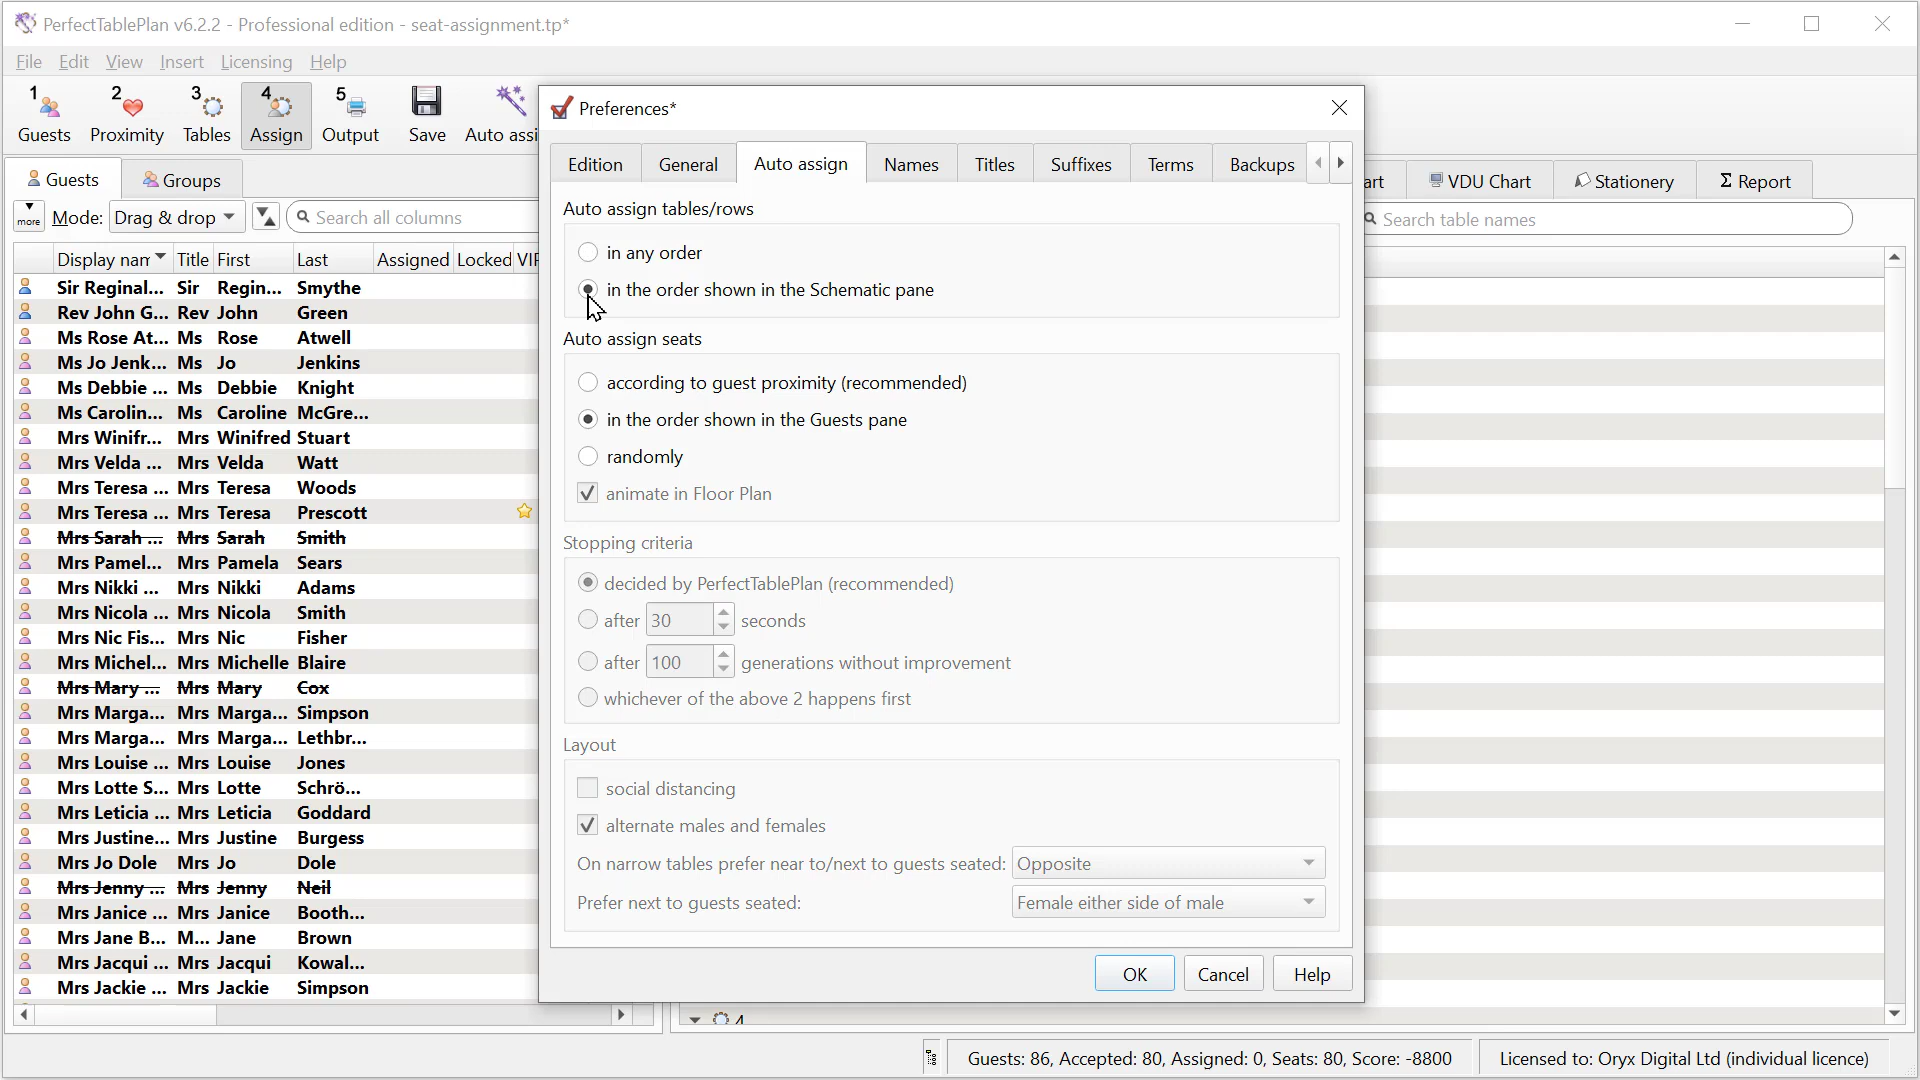 PerfectTablePlan v6.2.2 - Professional edition - seat-assignment.tp*
File Edit View Insert Licensing Help
1 2 3 4 5
Guests Proximity Tables Assign Output Save Auto assi
Guests Groups
more Mode: Drag & drop Search all columns
Display nam Title First Last Assigned Locked VIP
Sir Reginal... Sir Regin... Smythe
Rev John G... Rev John Green
Ms Rose At... Ms Rose Atwell
Ms Jo Jenk... Ms Jo Jenkins
Ms Debbie ... Ms Debbie Knight
Ms Carolin... Ms Caroline McGre...
Mrs Winifr... Mrs Winifred Stuart
Mrs Velda ... Mrs Velda Watt
Mrs Teresa ... Mrs Teresa Woods
Mrs Teresa ... Mrs Teresa Prescott
Mrs Sarah ... Mrs Sarah Smith
Mrs Pamel... Mrs Pamela Sears
Mrs Nikki ... Mrs Nikki Adams
Mrs Nicola ... Mrs Nicola Smith
Mrs Nic Fis... Mrs Nic Fisher
Mrs Michel... Mrs Michelle Blaire
Mrs Mary ... Mrs Mary Cox
Mrs Marga... Mrs Marga... Simpson
Mrs Marga... Mrs Marga... Lethbr...
Mrs Louise ... Mrs Louise Jones
Mrs Lotte S... Mrs Lotte Schrö...
Mrs Leticia ... Mrs Leticia Goddard
Mrs Justine... Mrs Justine Burgess
Mrs Jo Dole Mrs Jo Dole
Mrs Jenny ... Mrs Jenny Neil
Mrs Janice ... Mrs Janice Booth...
Mrs Jane B... M... Jane Brown
Mrs Jacqui ... Mrs Jacqui Kowal...
Mrs Jackie ... Mrs Jackie Simpson
Preferences*
Edition General Auto assign Names Titles Suffixes Terms Backups
Auto assign tables/rows
in any order
in the order shown in the Schematic pane
Auto assign seats
according to guest proximity (recommended)
in the order shown in the Guests pane
randomly
animate in Floor Plan
Stopping criteria
decided by PerfectTablePlan (recommended)
after 30 seconds
after 100 generations without improvement
whichever of the above 2 happens first
Layout
social distancing
alternate males and females
On narrow tables prefer near to/next to guests seated: Opposite
Prefer next to guests seated: Female either side of male
OK Cancel Help
art VDU Chart Stationery Σ Report
Search table names
4
Guests: 86, Accepted: 80, Assigned: 0, Seats: 80, Score: -8800 Licensed to: Oryx Digital Ltd (individual licence)